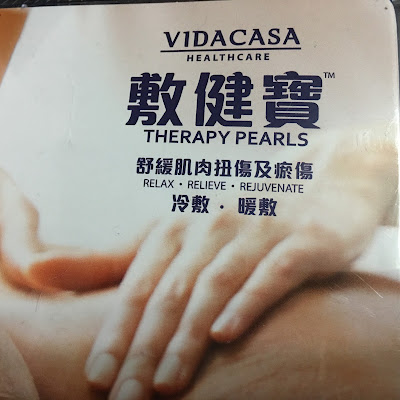 VIDACASA
HEALTHCARE
敷健寶™
THERAPY PEARLS
舒緩肌肉扭傷及瘀傷
RELAX • RELIEVE • REJUVENATE
冷敷 • 暖敷